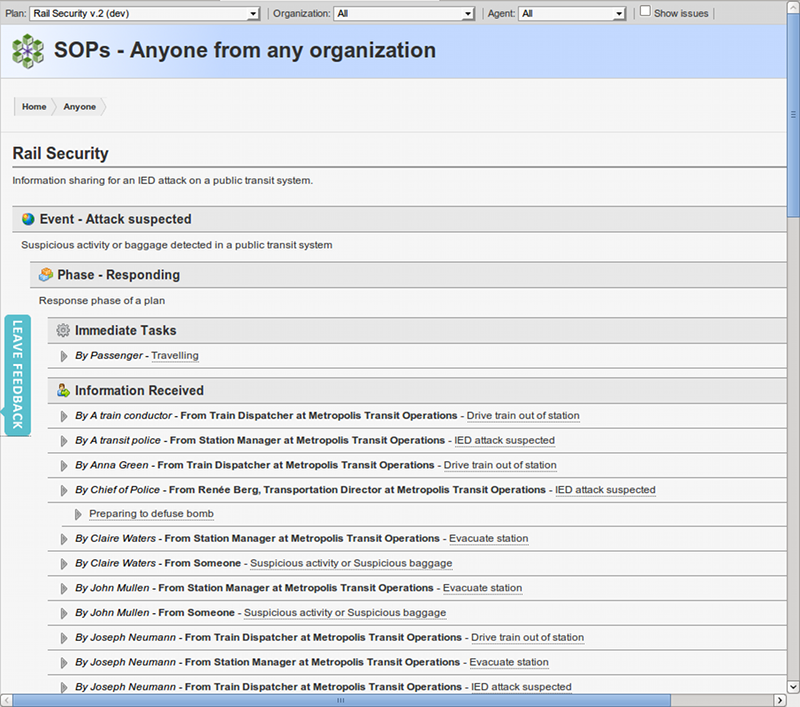 Plan: Rail Security v.2 (dev) Organization: All Agent: All Show issues
SOPs - Anyone from any organization
Home Anyone
Rail Security
Information sharing for an IED attack on a public transit system.
Event - Attack suspected
Suspicious activity or baggage detected in a public transit system
Phase - Responding
Response phase of a plan
Immediate Tasks
By Passenger - Travelling
LEAVE FEEDBACK
Information Received
By A train conductor - From Train Dispatcher at Metropolis Transit Operations - Drive train out of station
By A transit police - From Station Manager at Metropolis Transit Operations - IED attack suspected
By Anna Green - From Train Dispatcher at Metropolis Transit Operations - Drive train out of station
By Chief of Police - From Renée Berg, Transportation Director at Metropolis Transit Operations - IED attack suspected
Preparing to defuse bomb
By Claire Waters - From Station Manager at Metropolis Transit Operations - Evacuate station
By Claire Waters - From Someone - Suspicious activity or Suspicious baggage
By John Mullen - From Station Manager at Metropolis Transit Operations - Evacuate station
By John Mullen - From Someone - Suspicious activity or Suspicious baggage
By Joseph Neumann - From Train Dispatcher at Metropolis Transit Operations - Drive train out of station
By Joseph Neumann - From Station Manager at Metropolis Transit Operations - Evacuate station
By Joseph Neumann - From Train Dispatcher at Metropolis Transit Operations - IED attack suspected